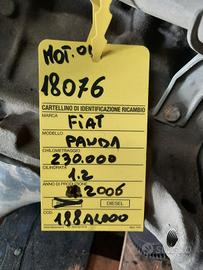 MOT. 01
18076
CARTELLINO DI IDENTIFICAZIONE RICAMBIO
MARCA
FIAT
MODELLO
PANDA
CHILOMETRAGGIO
230.000
CILINDRATA
1.2
ANNO DI PRODUZIONE
2006
DIESEL
COD.
188A4000